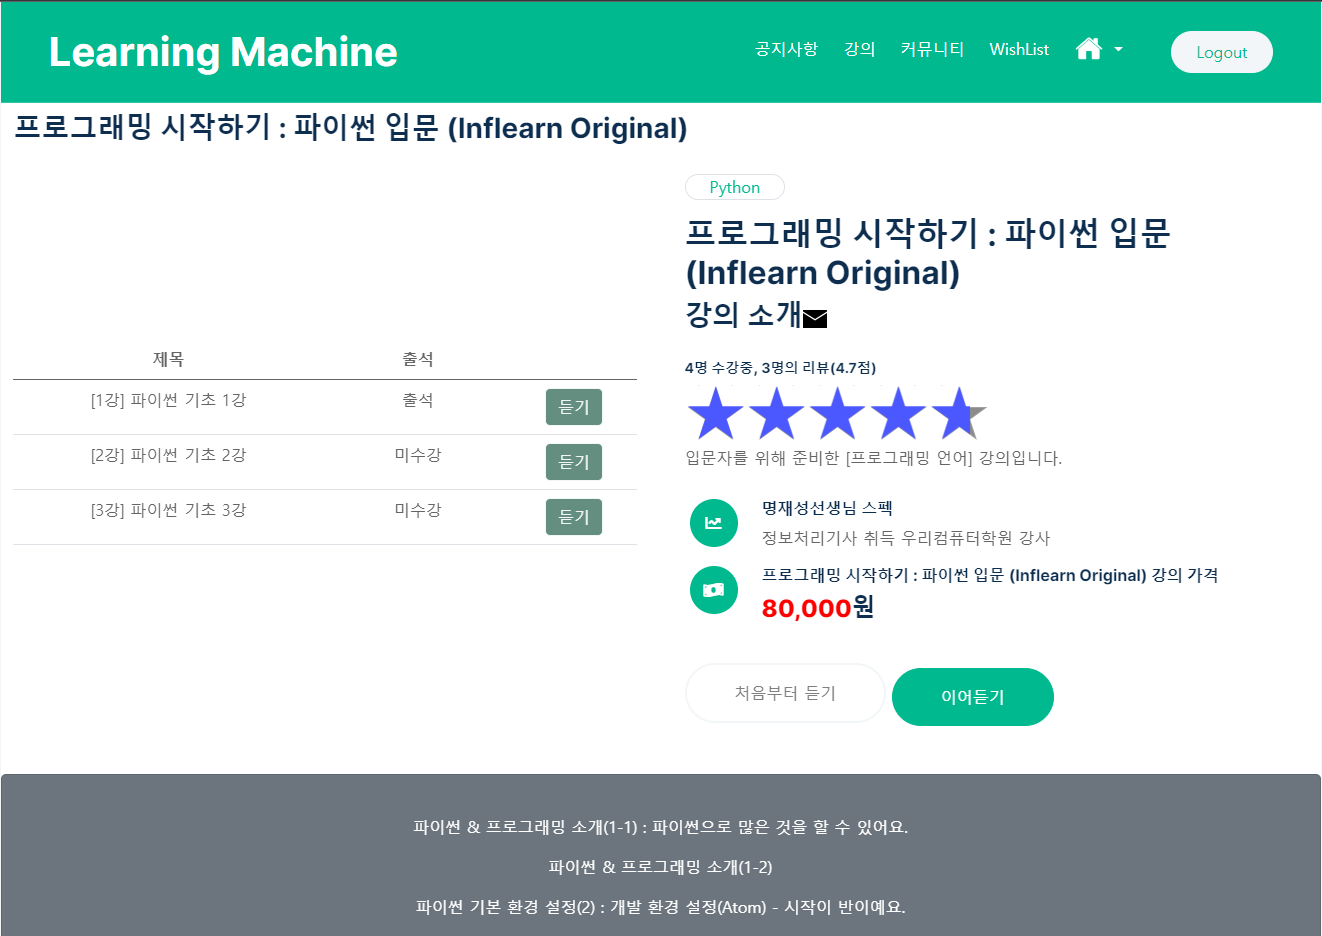 Learning Machine
공지사항 강의 커뮤니티 WishList Logout
프로그래밍 시작하기 : 파이썬 입문 (Inflearn Original)
제목 출석
[1강] 파이썬 기초 1강 출석 듣기
[2강] 파이썬 기초 2강 미수강 듣기
[3강] 파이썬 기초 3강 미수강 듣기
Python
프로그래밍 시작하기 : 파이썬 입문
(Inflearn Original)
강의 소개
4명 수강중, 3명의 리뷰(4.7점)
입문자를 위해 준비한 [프로그래밍 언어] 강의입니다.
명재성선생님 스펙
정보처리기사 취득 우리컴퓨터학원 강사
프로그래밍 시작하기 : 파이썬 입문 (Inflearn Original) 강의 가격
80,000원
처음부터 듣기 이어듣기
파이썬 & 프로그래밍 소개(1-1) : 파이썬으로 많은 것을 할 수 있어요.
파이썬 & 프로그래밍 소개(1-2)
파이썬 기본 환경 설정(2) : 개발 환경 설정(Atom) - 시작이 반이예요.